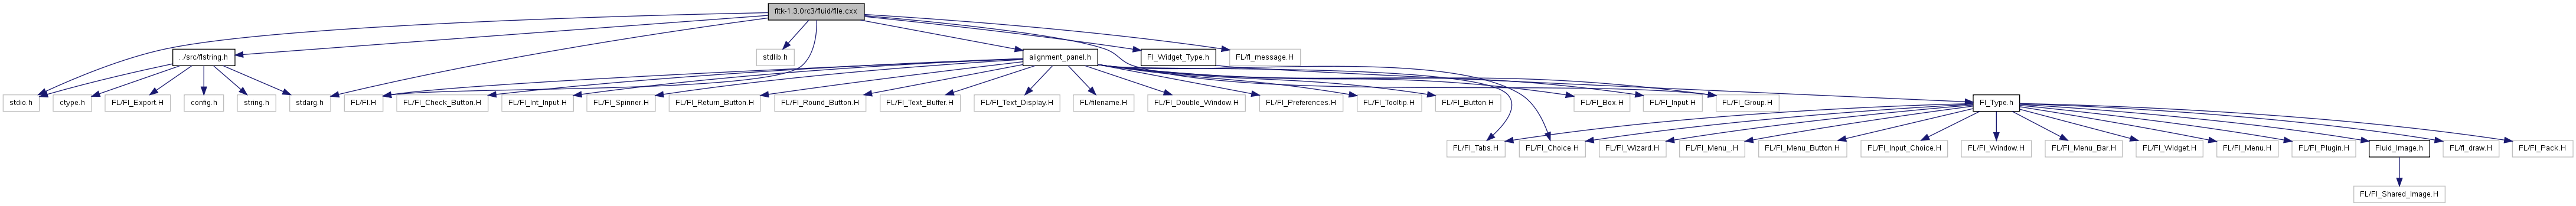 fltk-1.3.0rc3/fluid/file.cxx
../src/flstring.h
stdlib.h
alignment_panel.h
Fl_Widget_Type.h
FL/fl_message.H
stdio.h
ctype.h
FL/Fl_Export.H
config.h
string.h
stdarg.h
FL/Fl.H
FL/Fl_Check_Button.H
FL/Fl_Int_Input.H
FL/Fl_Spinner.H
FL/Fl_Return_Button.H
FL/Fl_Round_Button.H
FL/Fl_Text_Buffer.H
FL/Fl_Text_Display.H
FL/filename.H
FL/Fl_Double_Window.H
FL/Fl_Preferences.H
FL/Fl_Tooltip.H
FL/Fl_Button.H
FL/Fl_Box.H
FL/Fl_Input.H
FL/Fl_Group.H
Fl_Type.h
FL/Fl_Tabs.H
FL/Fl_Choice.H
FL/Fl_Wizard.H
FL/Fl_Menu_.H
FL/Fl_Menu_Button.H
FL/Fl_Input_Choice.H
FL/Fl_Window.H
FL/Fl_Menu_Bar.H
FL/Fl_Widget.H
FL/Fl_Menu.H
FL/Fl_Plugin.H
Fluid_Image.h
FL/fl_draw.H
FL/Fl_Pack.H
FL/Fl_Shared_Image.H